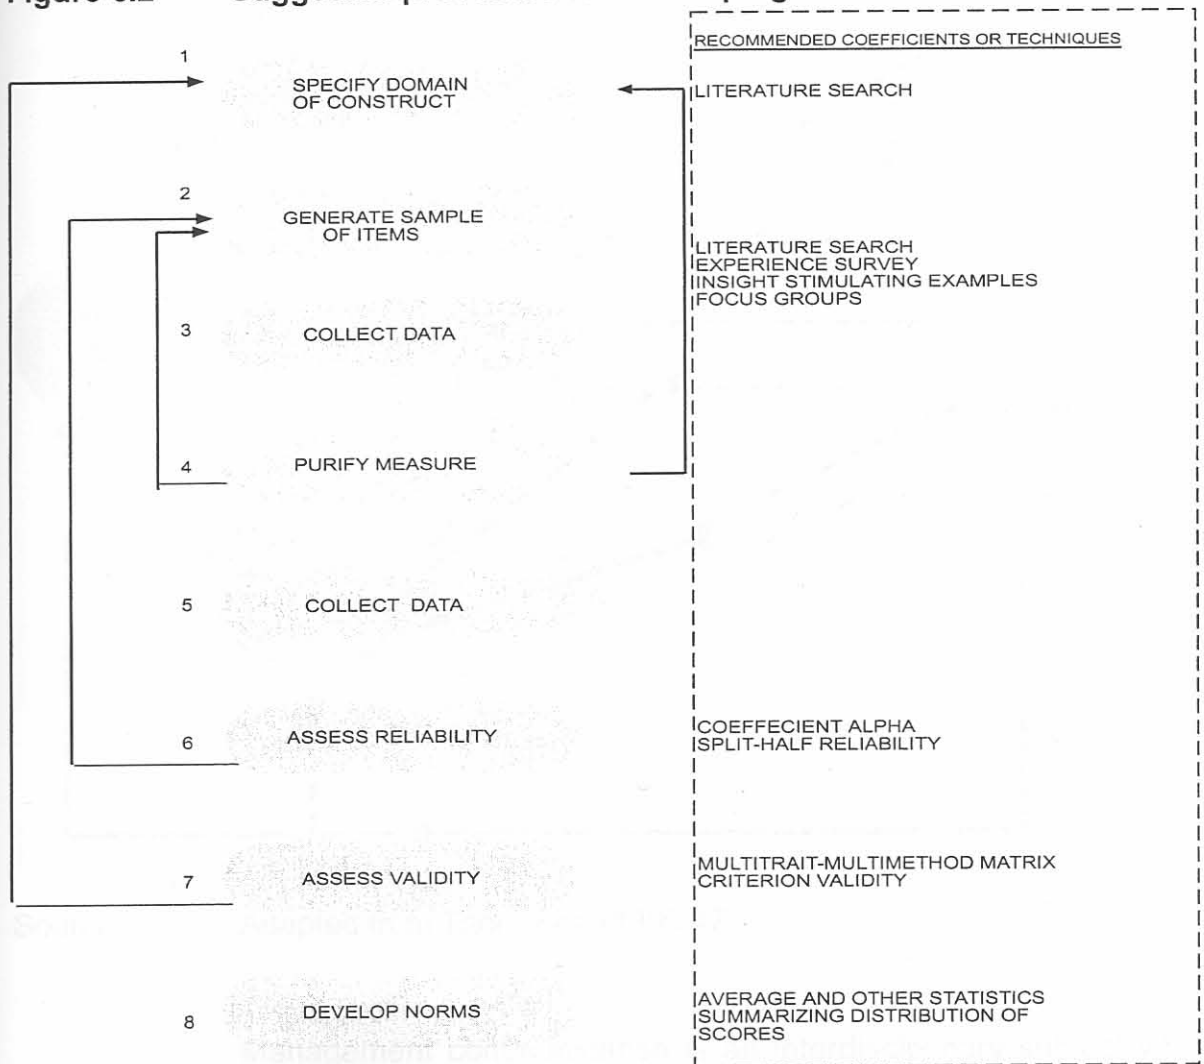 RECOMMENDED COEFFICIENTS OR TECHNIQUES
1
SPECIFY DOMAIN
OF CONSTRUCT
LITERATURE SEARCH
2
GENERATE SAMPLE
OF ITEMS
LITERATURE SEARCH
EXPERIENCE SURVEY
INSIGHT STIMULATING EXAMPLES
FOCUS GROUPS
3
COLLECT DATA
4
PURIFY MEASURE
5
COLLECT DATA
6
ASSESS RELIABILITY
COEFFECIENT ALPHA
SPLIT-HALF RELIABILITY
7
ASSESS VALIDITY
MULTITRAIT-MULTIMETHOD MATRIX
CRITERION VALIDITY
8
DEVELOP NORMS
AVERAGE AND OTHER STATISTICS
SUMMARIZING DISTRIBUTION OF
SCORES